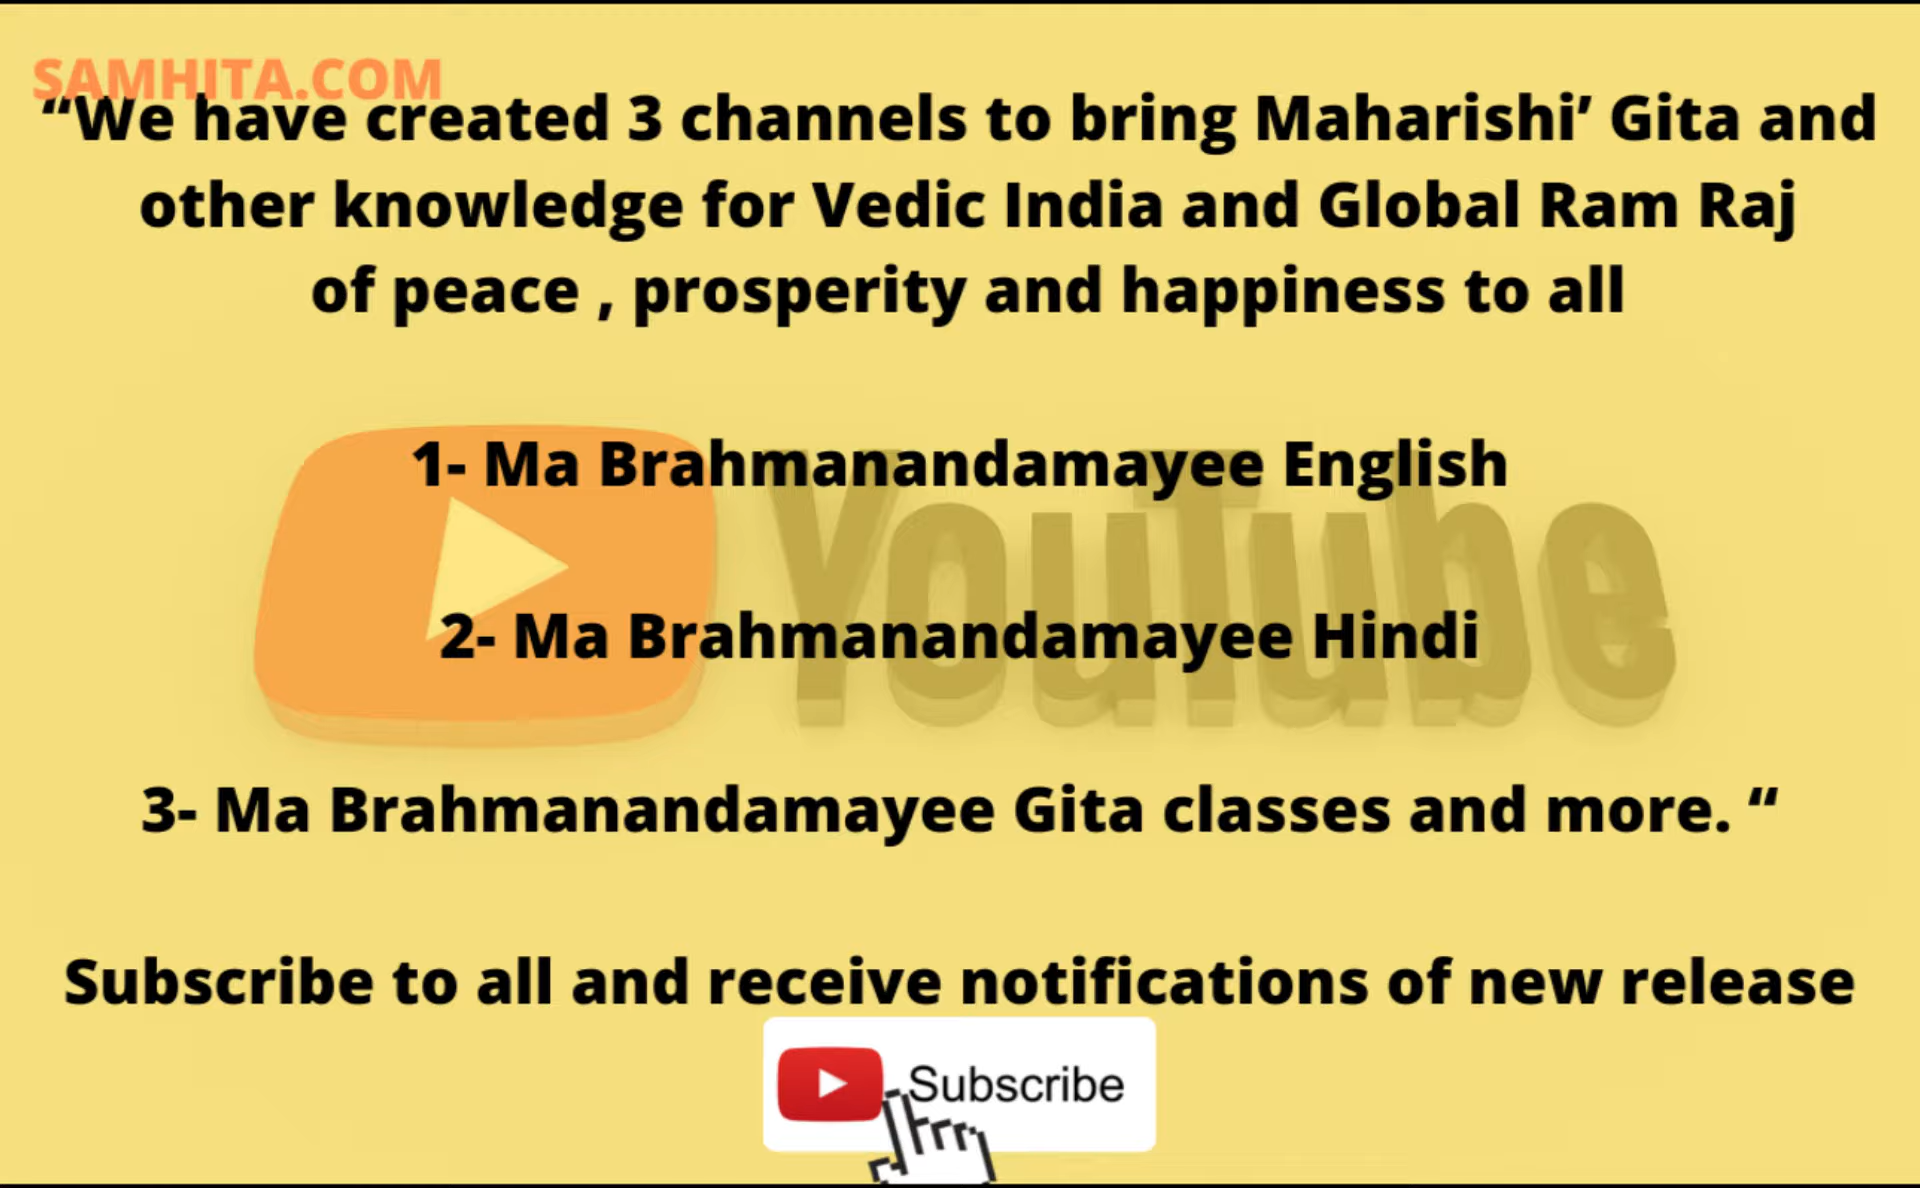 SAMHITA.COM
“We have created 3 channels to bring Maharishi’ Gita and
other knowledge for Vedic India and Global Ram Raj
of peace , prosperity and happiness to all
1- Ma Brahmanandamayee English
YouTube
2- Ma Brahmanandamayee Hindi
3- Ma Brahmanandamayee Gita classes and more. “
Subscribe to all and receive notifications of new release
Subscribe